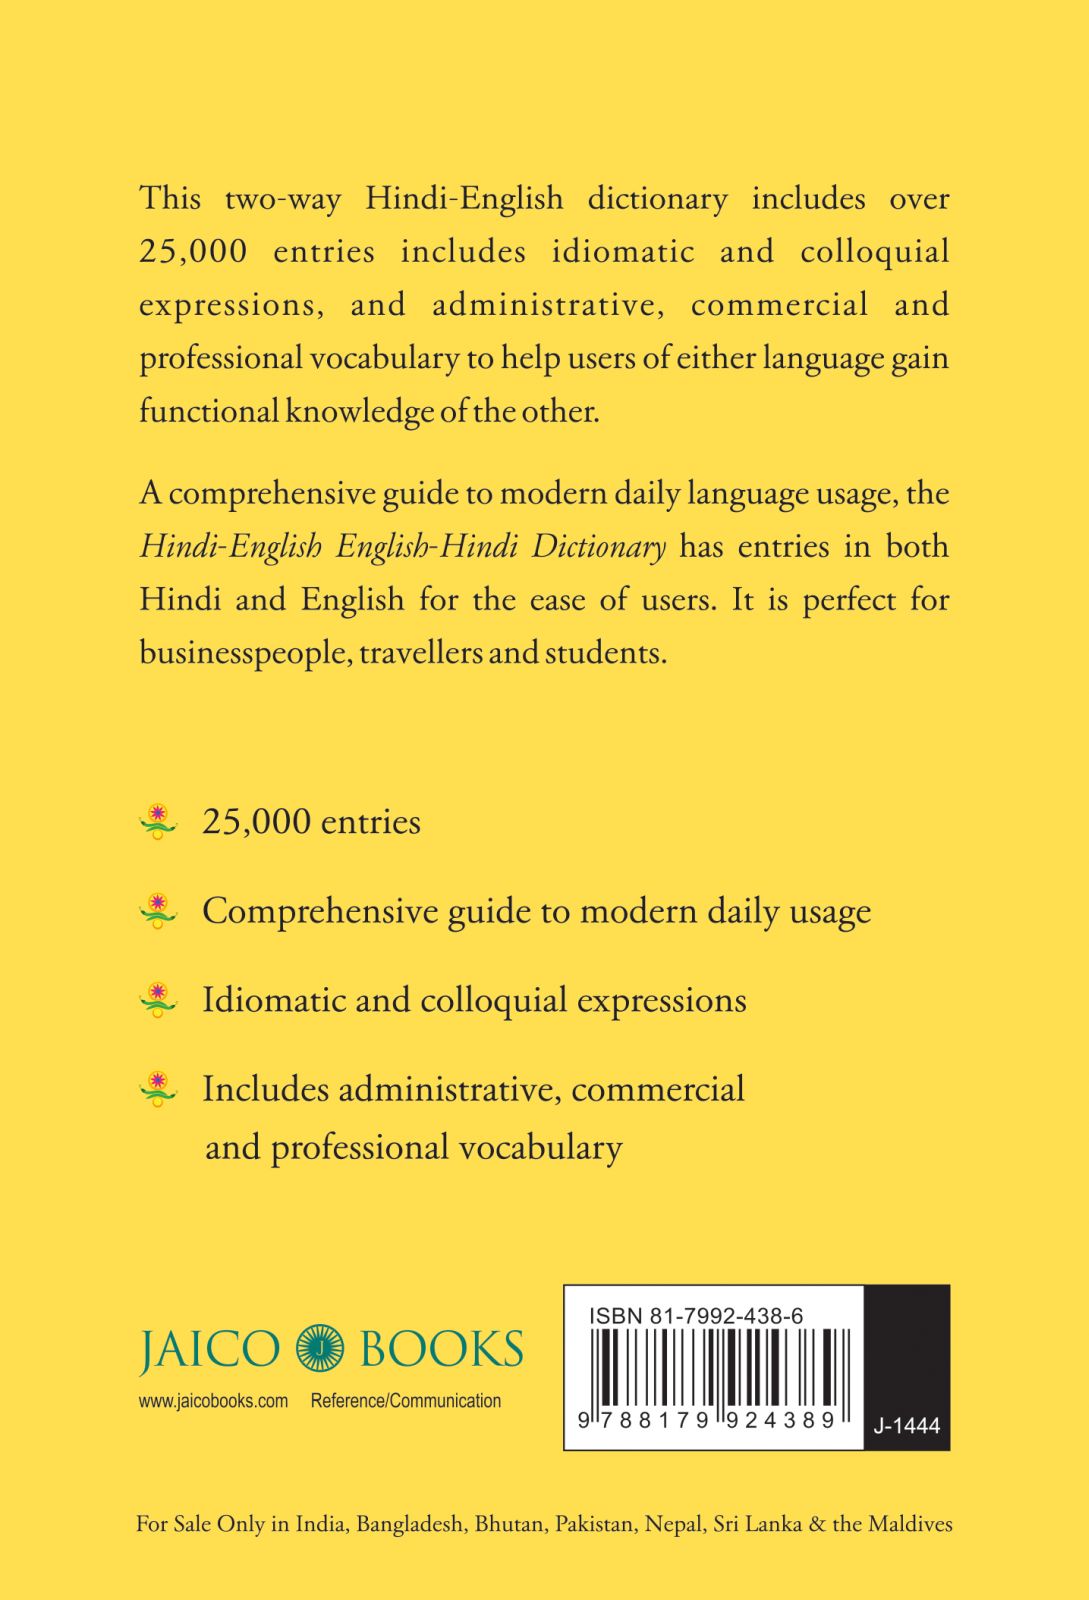 This two-way Hindi-English dictionary includes over
25,000 entries includes idiomatic and colloquial
expressions, and administrative, commercial and
professional vocabulary to help users of either language gain
functional knowledge of the other.
A comprehensive guide to modern daily language usage, the
Hindi-English English-Hindi Dictionary has entries in both
Hindi and English for the ease of users. It is perfect for
businesspeople, travellers and students.
25,000 entries
Comprehensive guide to modern daily usage
Idiomatic and colloquial expressions
Includes administrative, commercial
and professional vocabulary
JAICO J BOOKS
www.jaicobooks.com Reference/Communication
ISBN 81-7992-438-6
9 788179 924389
J-1444
For Sale Only in India, Bangladesh, Bhutan, Pakistan, Nepal, Sri Lanka & the Maldives